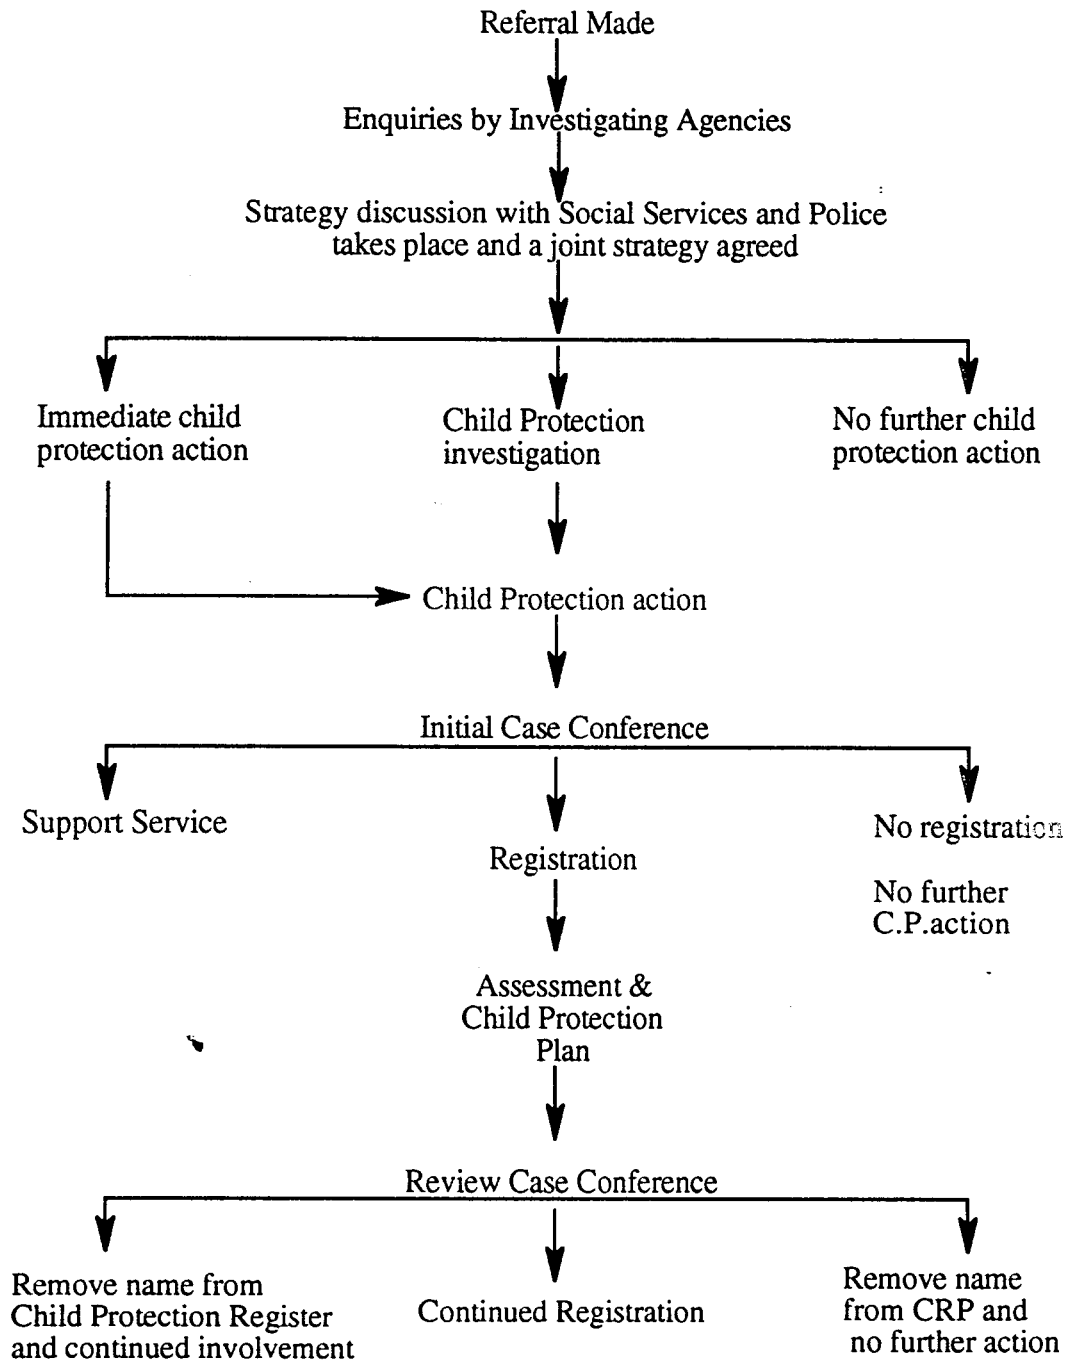 Referral Made
Enquiries by Investigating Agencies
Strategy discussion with Social Services and Police
takes place and a joint strategy agreed
Immediate child
protection action
Child Protection
investigation
No further child
protection action
Child Protection action
Initial Case Conference
Support Service
Registration
No registration
No further
C.P.action
Assessment &
Child Protection
Plan
Review Case Conference
Remove name from
Child Protection Register
and continued involvement
Continued Registration
Remove name
from CRP and
no further action